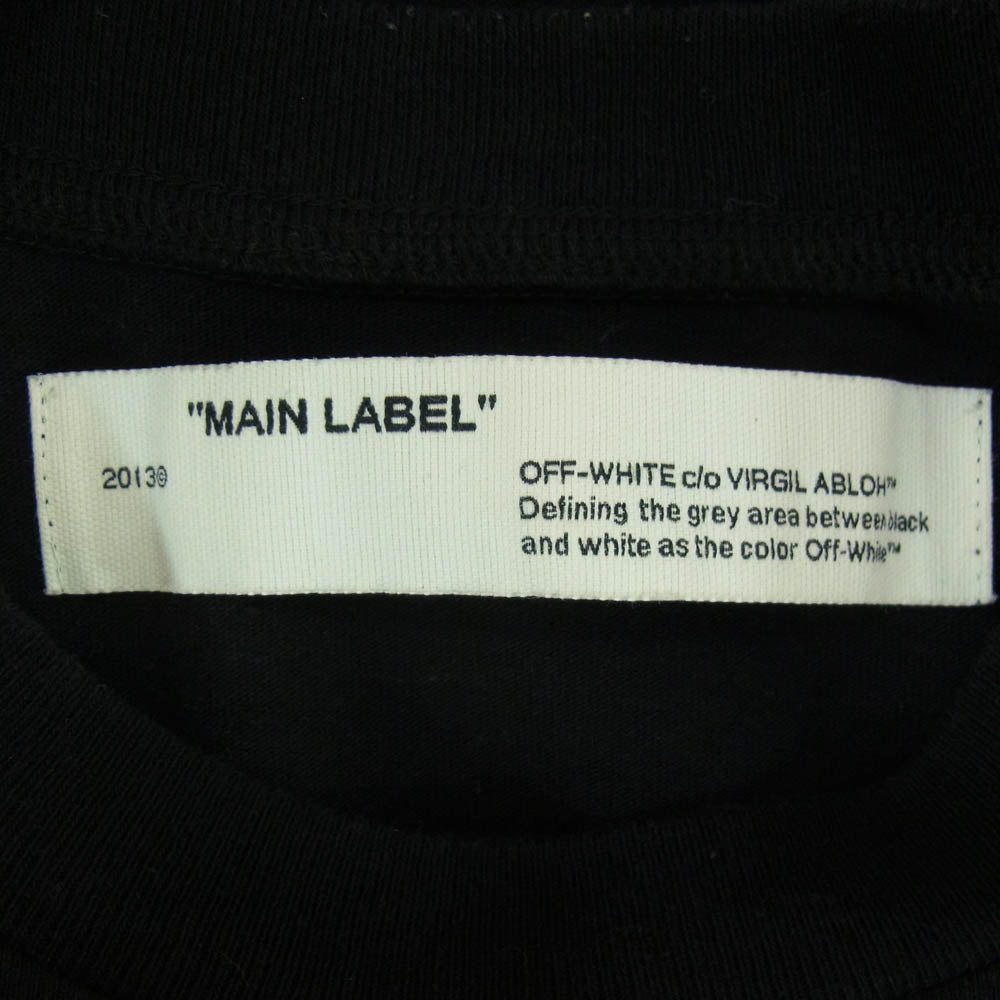 "MAIN LABEL"
2013©
OFF-WHITE c/o VIRGIL ABLOH™
Defining the grey area between black
and white as the color Off-White™